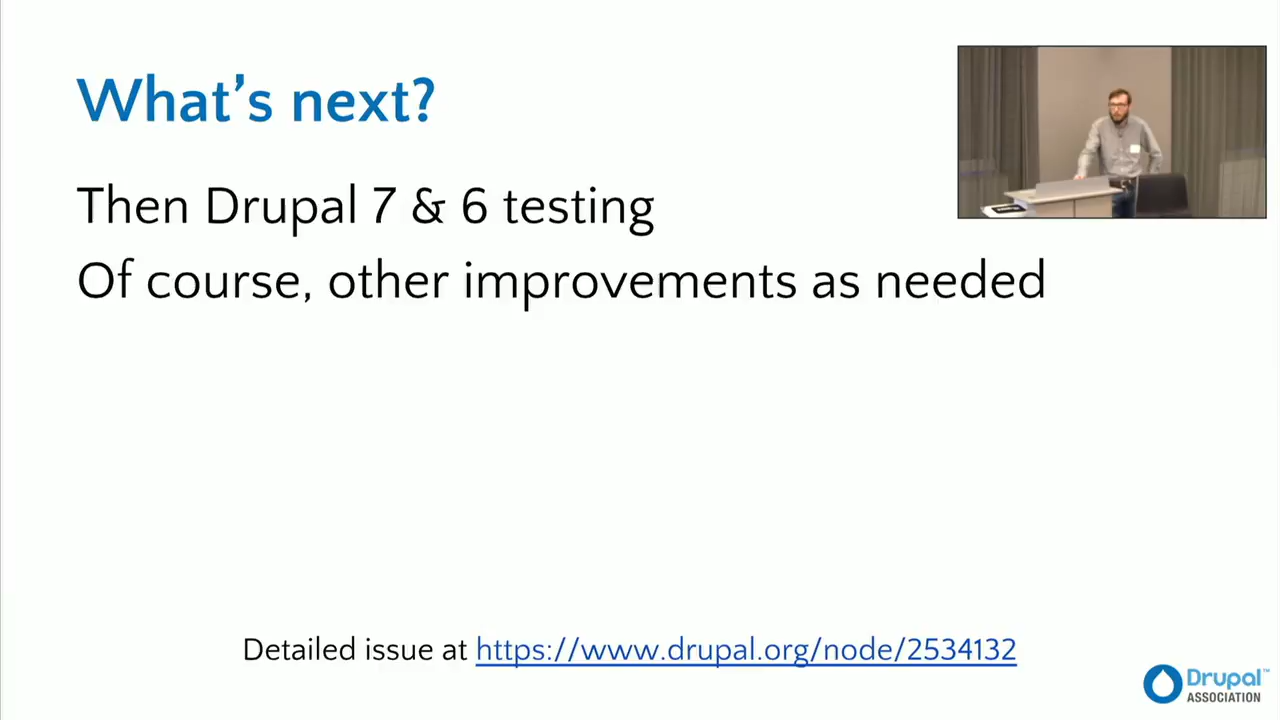 What's next?
Then Drupal 7 & 6 testing
Of course, other improvements as needed
Detailed issue at https://www.drupal.org/node/2534132
Drupal™
ASSOCIATION